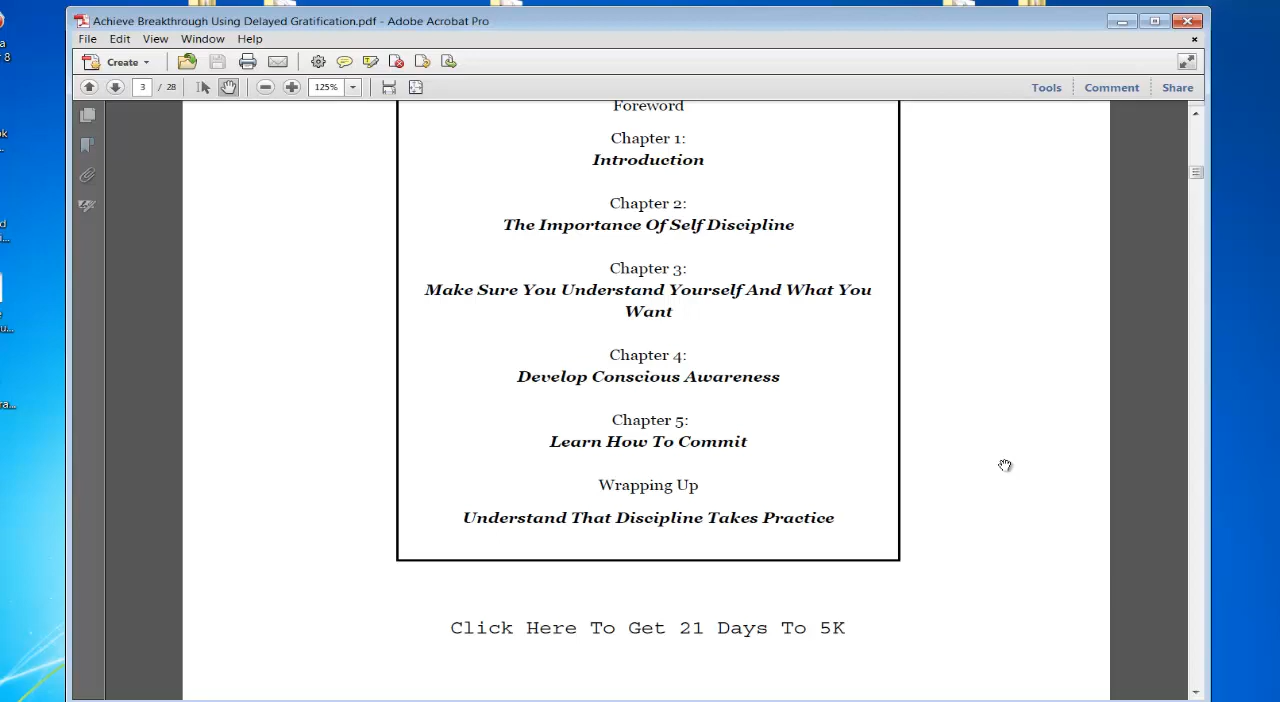 Achieve Breakthrough Using Delayed Gratification.pdf - Adobe Acrobat Pro
File Edit View Window Help
Create
3 / 28 125% Tools Comment Share
Foreword
Chapter 1:
Introduction
Chapter 2:
The Importance Of Self Discipline
Chapter 3:
Make Sure You Understand Yourself And What You
Want
Chapter 4:
Develop Conscious Awareness
Chapter 5:
Learn How To Commit
Wrapping Up
Understand That Discipline Takes Practice
Click Here To Get 21 Days To 5K